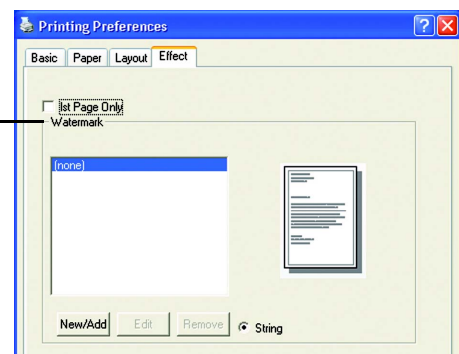 Printing Preferences
Basic Paper Layout Effect
Ist Page Only
Watermark
(none)
New/Add Edit Remove String